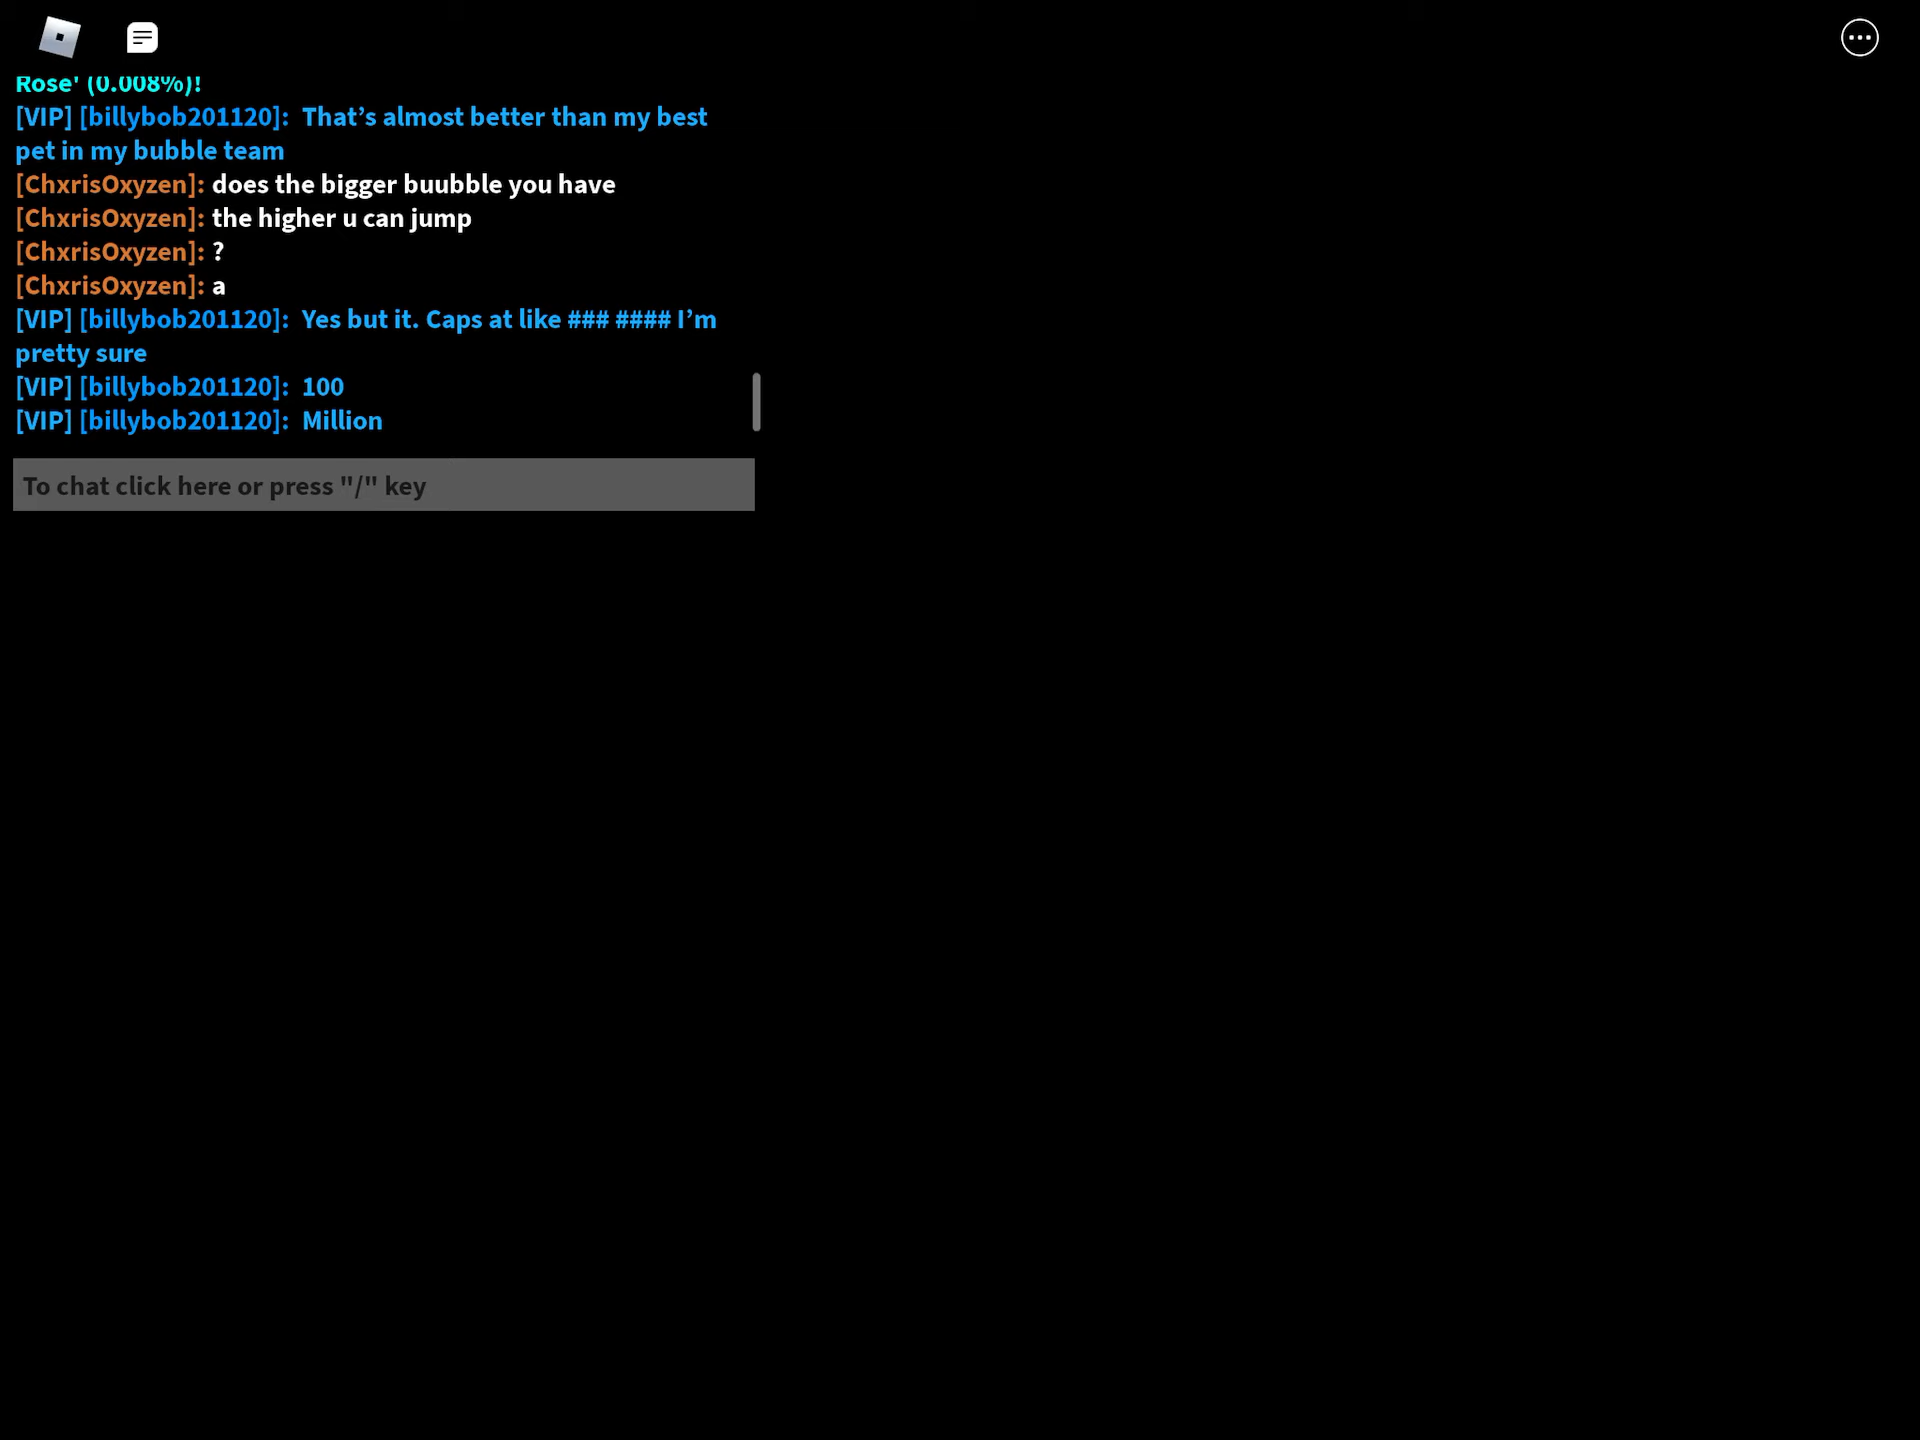 Rose' (0.008%)!
[VIP] [billybob201120]: That’s almost better than my best
pet in my bubble team
[ChxrisOxyzen]: does the bigger buubble you have
[ChxrisOxyzen]: the higher u can jump
[ChxrisOxyzen]: ?
[ChxrisOxyzen]: a
[VIP] [billybob201120]: Yes but it. Caps at like ### #### I’m
pretty sure
[VIP] [billybob201120]: 100
[VIP] [billybob201120]: Million
To chat click here or press "/" key